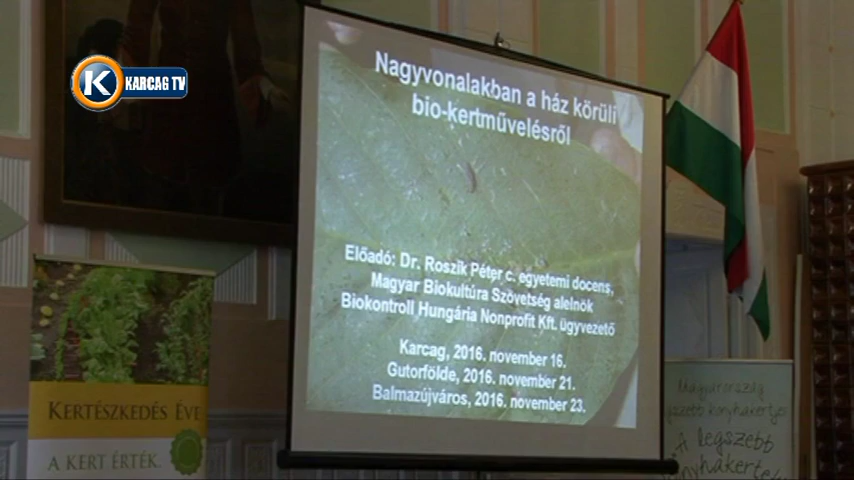 KARCAG TV
Nagyvonalakban a ház körüli
bio-kertművelésről
Előadó: Dr. Roszík Péter c. egyetemi docens,
Magyar Biokultúra Szövetség alelnök
Biokontroll Hungária Nonprofit Kft. ügyvezető
Karcag, 2016. november 16.
Gutorfölde, 2016. november 21.
Balmazújváros, 2016. november 23.
KERTÉSZKEDÉS ÉVE
A KERT ÉRTÉK.
Magyarország
konyhakertjei
A legszebb